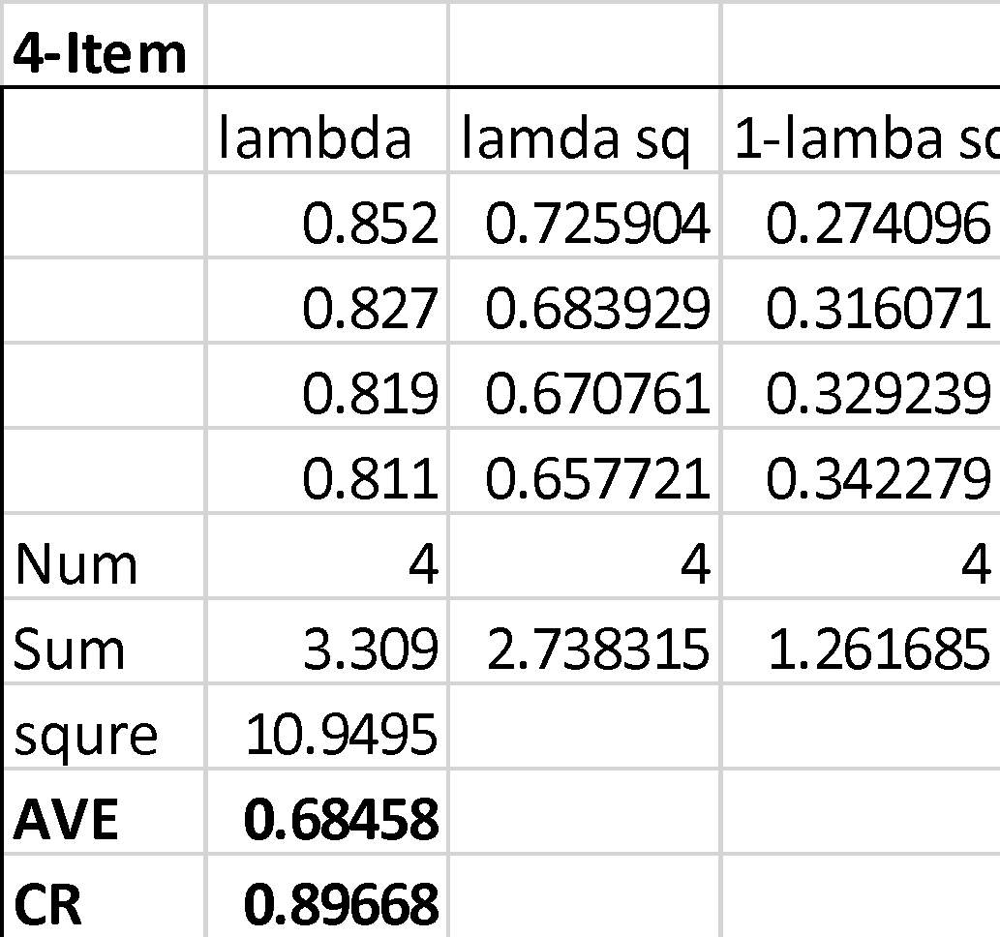 4-Item
lambda lamda sq 1-lamba sq
0.852 0.725904 0.274096
0.827 0.683929 0.316071
0.819 0.670761 0.329239
0.811 0.657721 0.342279
Num 4 4 4
Sum 3.309 2.738315 1.261685
squre 10.9495
AVE 0.68458
CR 0.89668